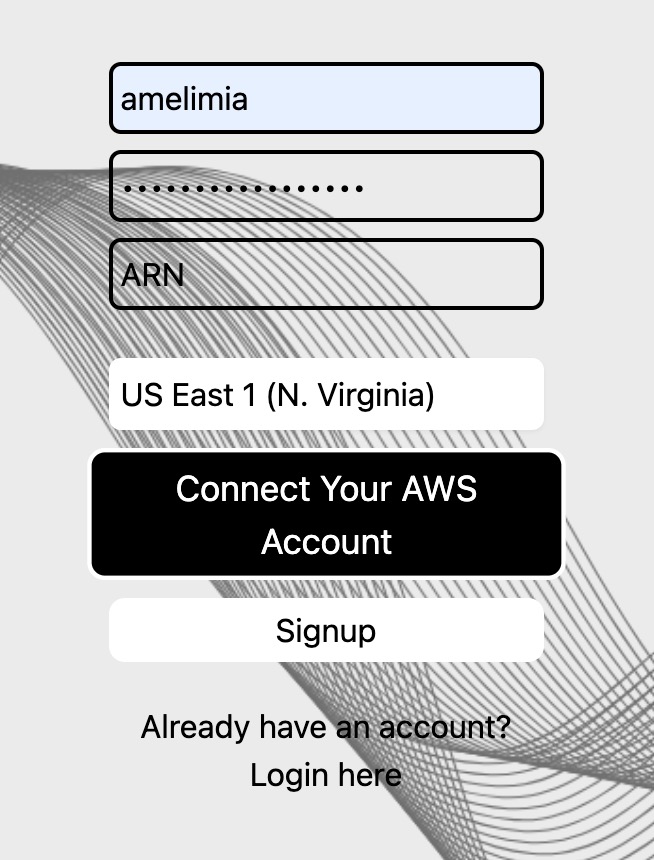 amelimia
•••••••••••••••••
ARN
US East 1 (N. Virginia)
Connect Your AWS
Account
Signup
Already have an account?
Login here